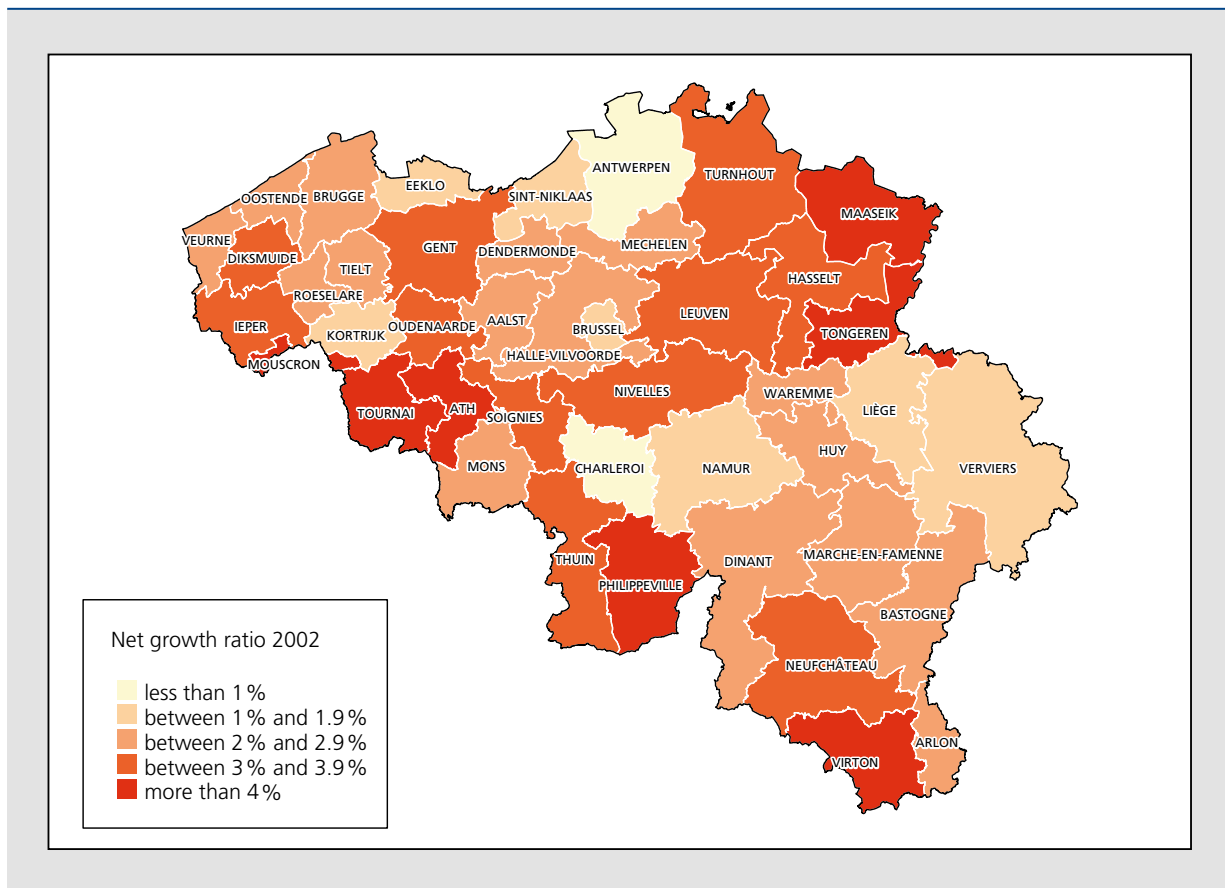 ANTWERPEN
TURNHOUT
EEKLO
SINT-NIKLAAS
OOSTENDE
BRUGGE
MAASEIK
VEURNE
GENT
DENDERMONDE
MECHELEN
DIKSMUIDE
TIELT
HASSELT
ROESELARE
IEPER
KORTRIJK
OUDENAARDE
AALST
BRUSSEL
LEUVEN
TONGEREN
HALLE-VILVOORDE
MOUSCRON
NIVELLES
WAREMME
TOURNAI
ATH
SOIGNIES
LIÈGE
HUY
MONS
CHARLEROI
NAMUR
VERVIERS
THUIN
DINANT
MARCHE-EN-FAMENNE
PHILIPPEVILLE
BASTOGNE
NEUFCHÂTEAU
ARLON
VIRTON
Net growth ratio 2002
less than 1 %
between 1 % and 1.9 %
between 2 % and 2.9 %
between 3 % and 3.9 %
more than 4 %